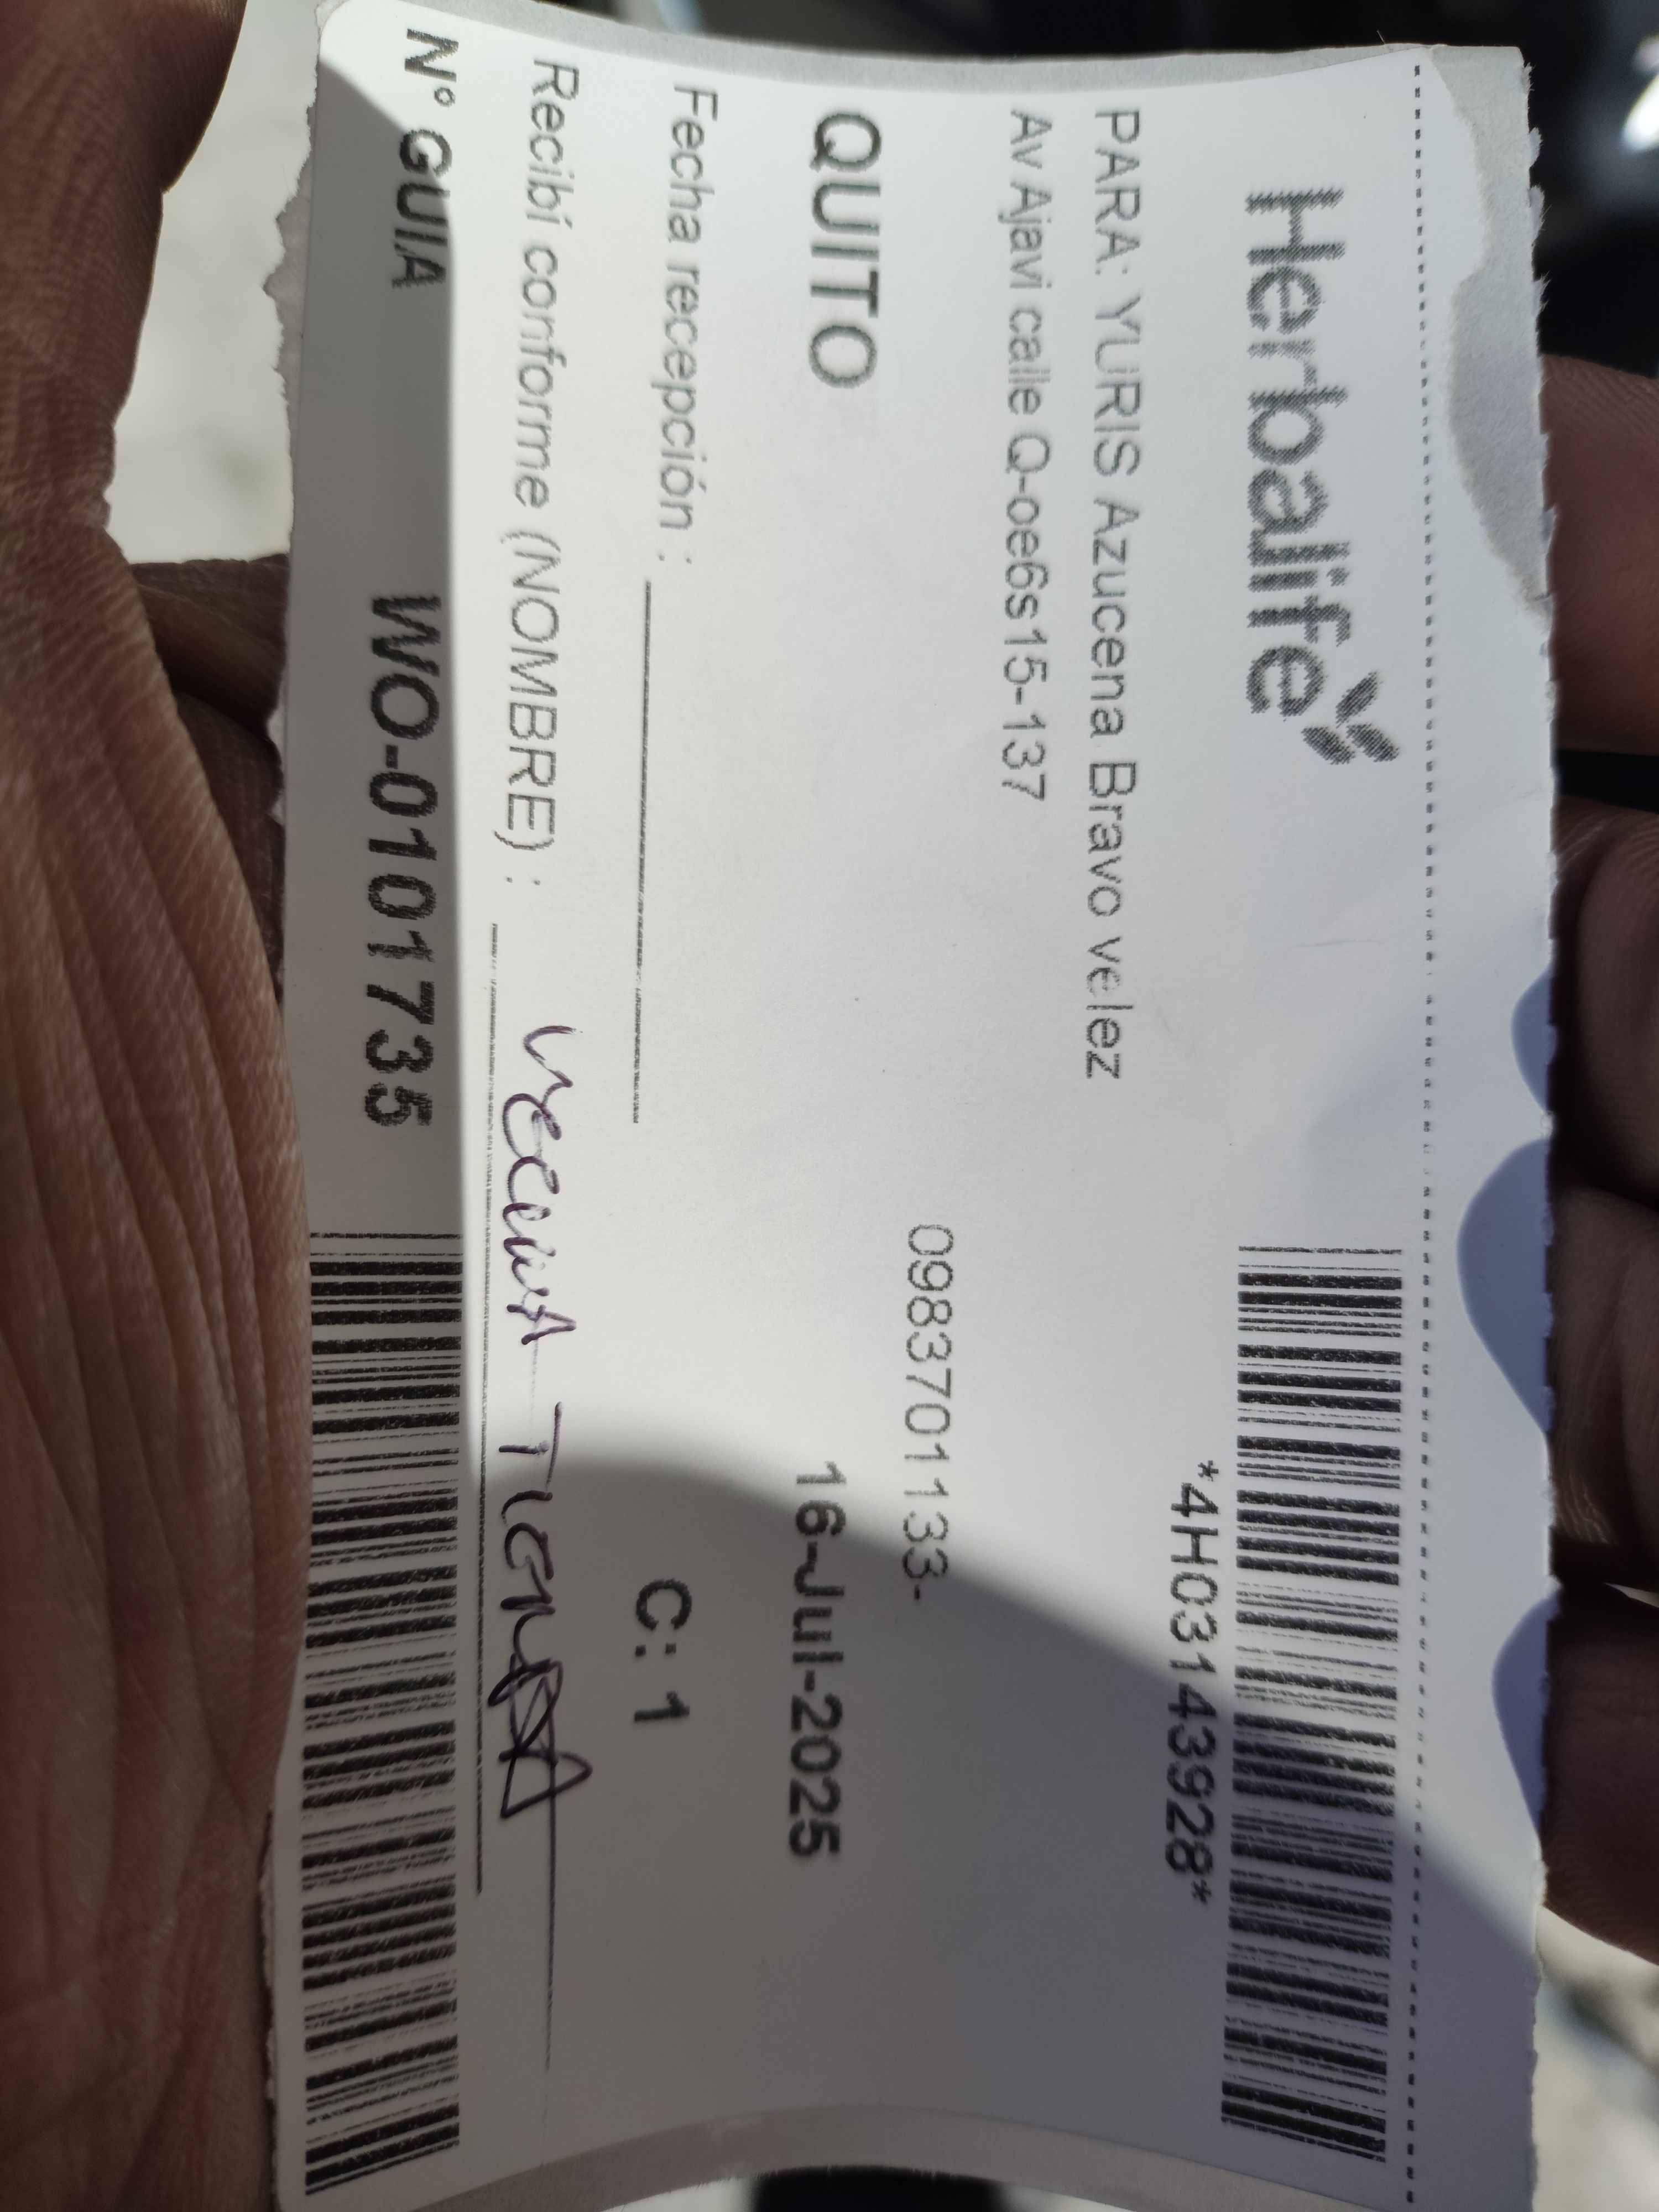 Herbalife
*4H03143928*
PARA: YURIS Azucena Bravo velez
Av Ajavi calle Q-oe6s15-137
0983701133-
QUITO
16-Jul-2025
Fecha recepción :
C: 1
Recibí conforme (NOMBRE) :
N° GUIA WO-0101735